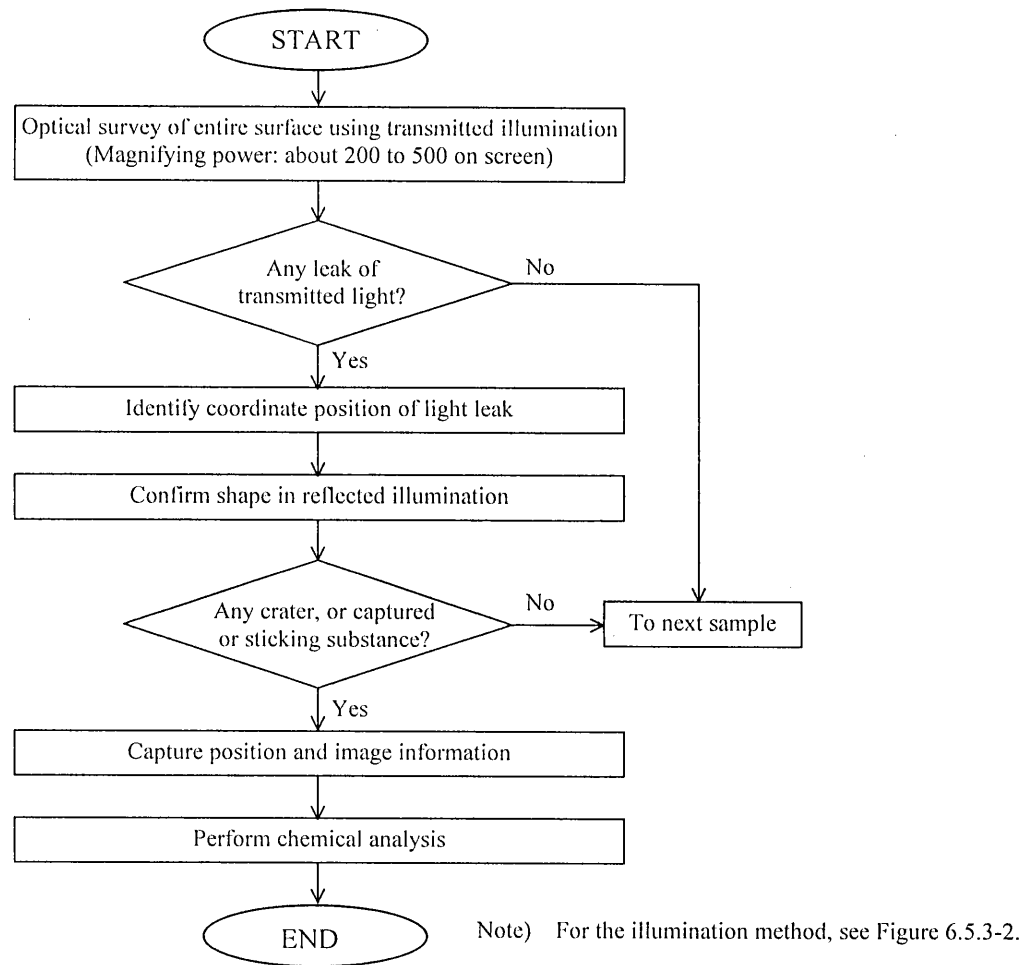 START
Optical survey of entire surface using transmitted illumination
(Magnifying power: about 200 to 500 on screen)
Any leak of
transmitted light?
No
Yes
Identify coordinate position of light leak
Confirm shape in reflected illumination
Any crater, or captured
or sticking substance?
No
To next sample
Yes
Capture position and image information
Perform chemical analysis
END
Note) For the illumination method, see Figure 6.5.3-2.